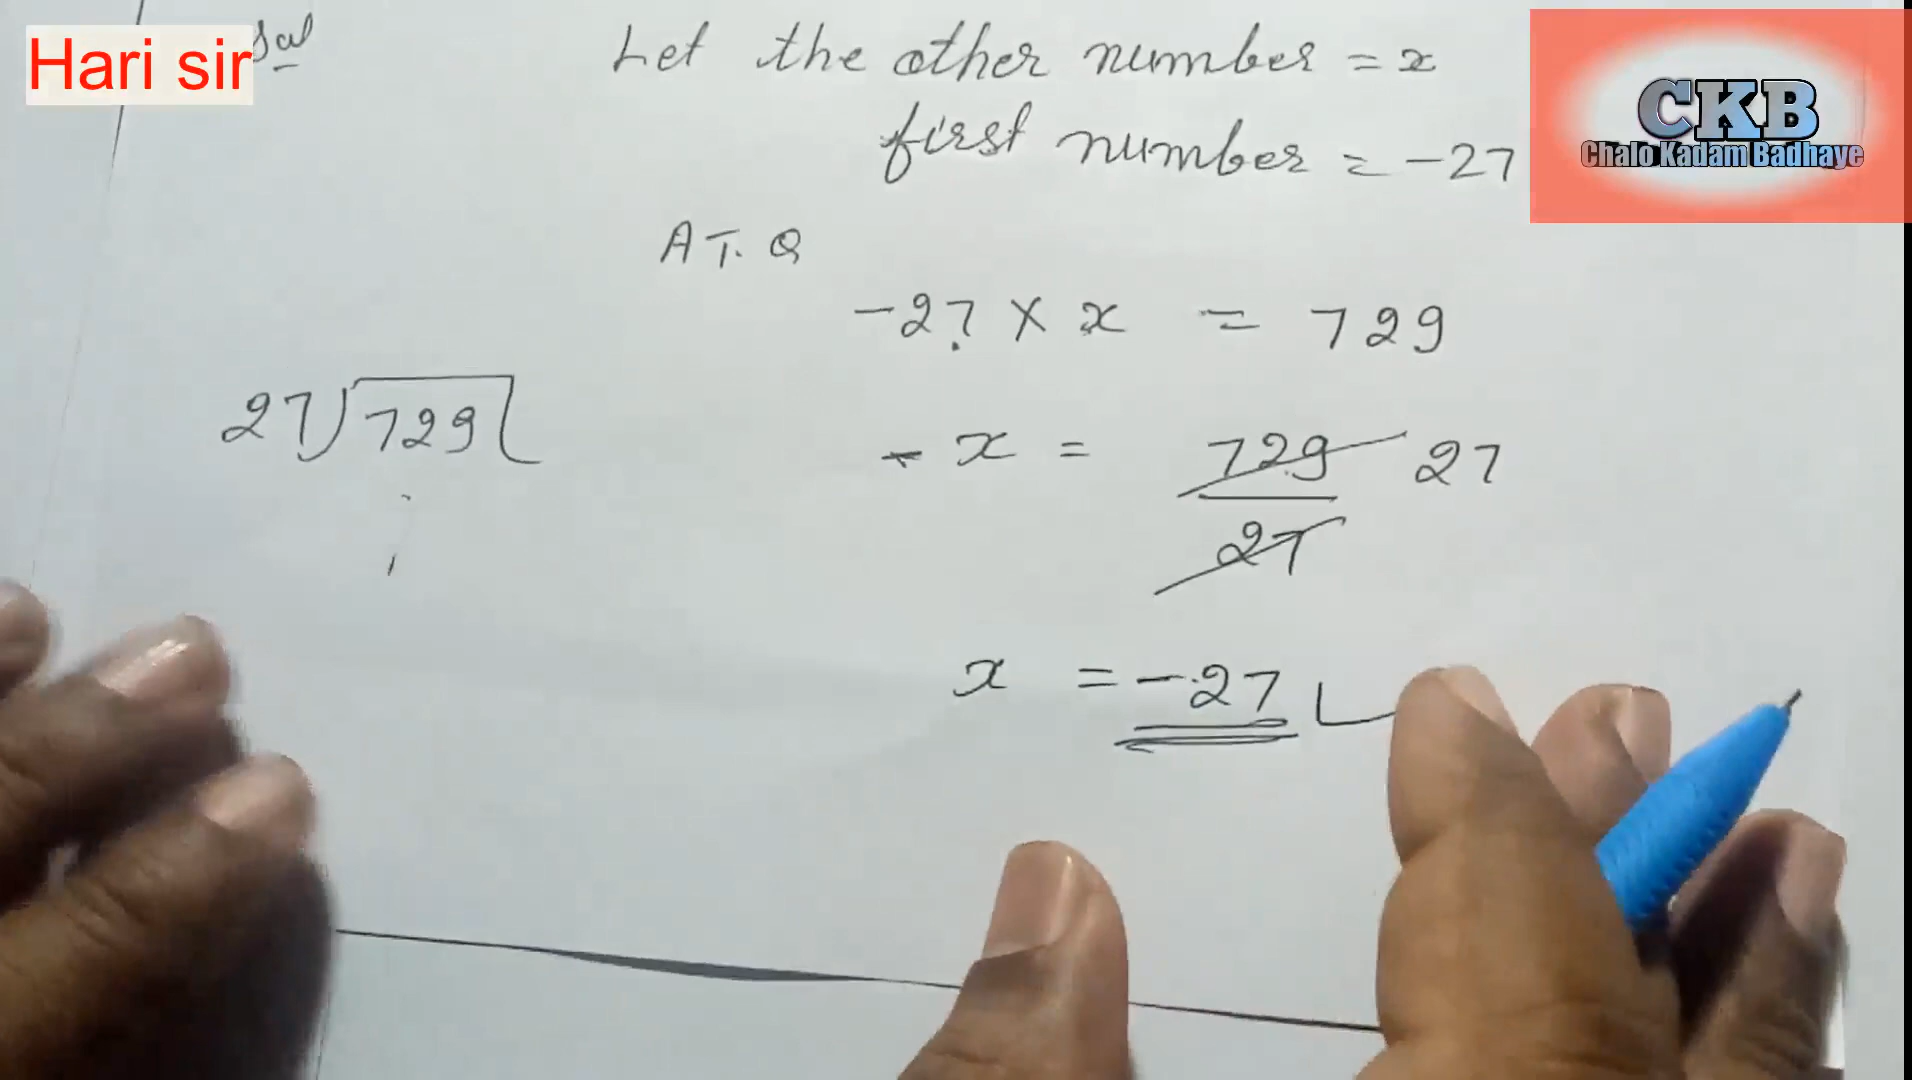 Hari sir
Sol
Let the other number = x
first number = -27
CKB
Chalo Kadam Badhaye
A T. Q
-27 × x = 729
27 729
- x = 729 27
27
x = -27